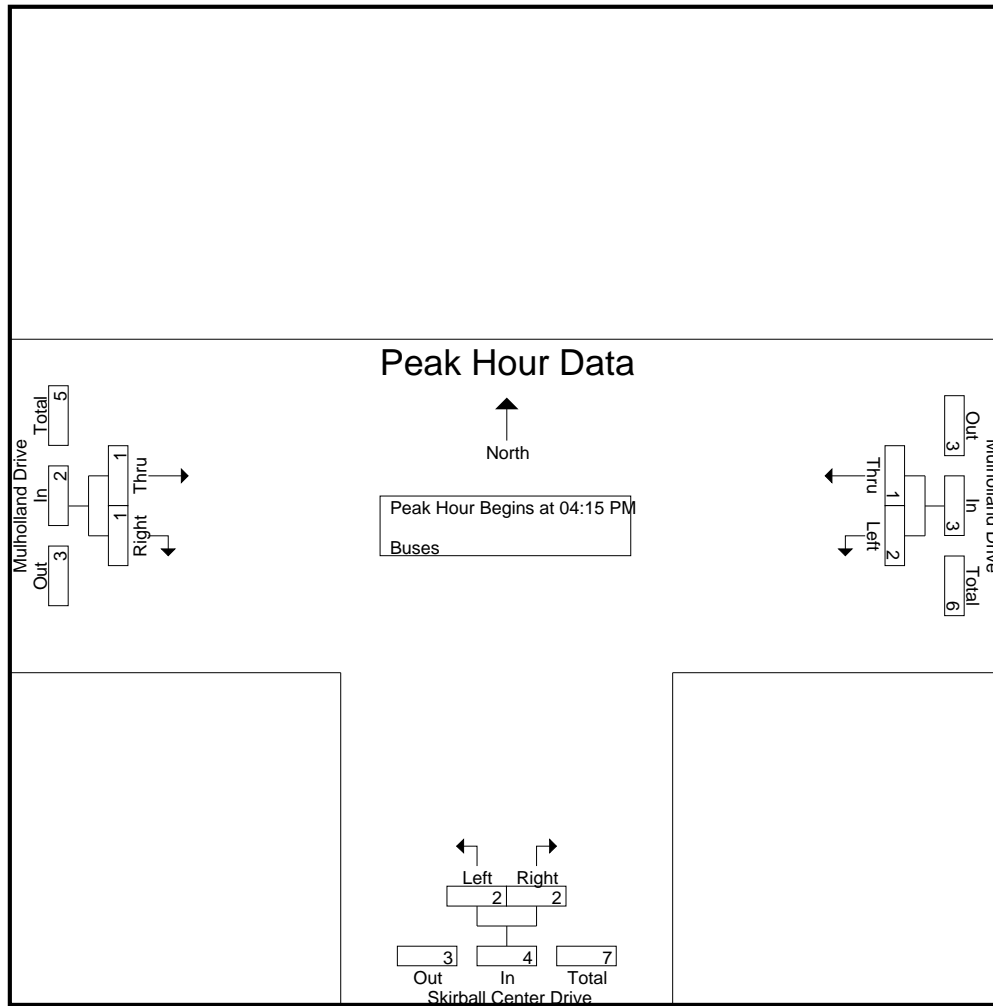 Peak Hour Data
North
Peak Hour Begins at 04:15 PM
Buses
Mulholland Drive
Out
3
In
2
Total
5
Right
1
Thru
1
Mulholland Drive
Out
3
In
3
Total
6
Thru
1
Left
2
Left
2
Right
2
Out
3
In
4
Total
7
Skirball Center Drive